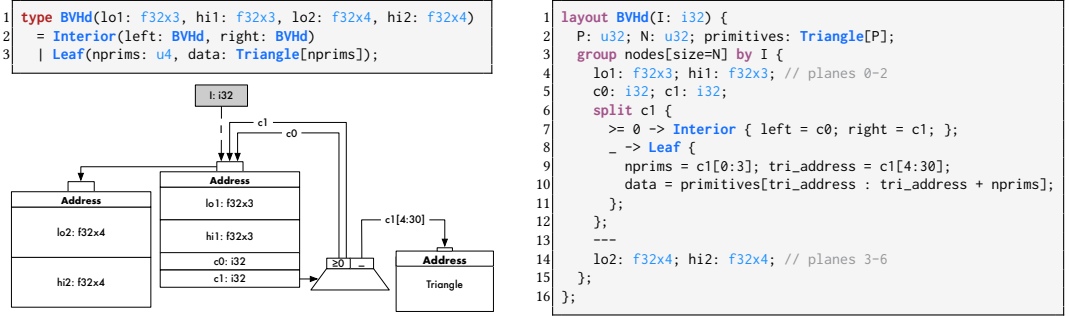 1 type BVHd(lo1: f32x3, hi1: f32x3, lo2: f32x4, hi2: f32x4)
2 = Interior(left: BVHd, right: BVHd)
3 | Leaf(nprims: u4, data: Triangle[nprims]);
I: i32
c1
c0
Address
lo2: f32x4
hi2: f32x4
Address
lo1: f32x3
hi1: f32x3
c0: i32
c1: i32
≥0 _
c1[4:30]
Address
Triangle
1 layout BVHd(I: i32) {
2 P: u32; N: u32; primitives: Triangle[P];
3 group nodes[size=N] by I {
4 lo1: f32x3; hi1: f32x3; // planes 0-2
5 c0: i32; c1: i32;
6 split c1 {
7 >= 0 -> Interior { left = c0; right = c1; };
8 _ -> Leaf {
9 nprims = c1[0:3]; tri_address = c1[4:30];
10 data = primitives[tri_address : tri_address + nprims];
11 };
12 };
13 ---
14 lo2: f32x4; hi2: f32x4; // planes 3-6
15 };
16 };